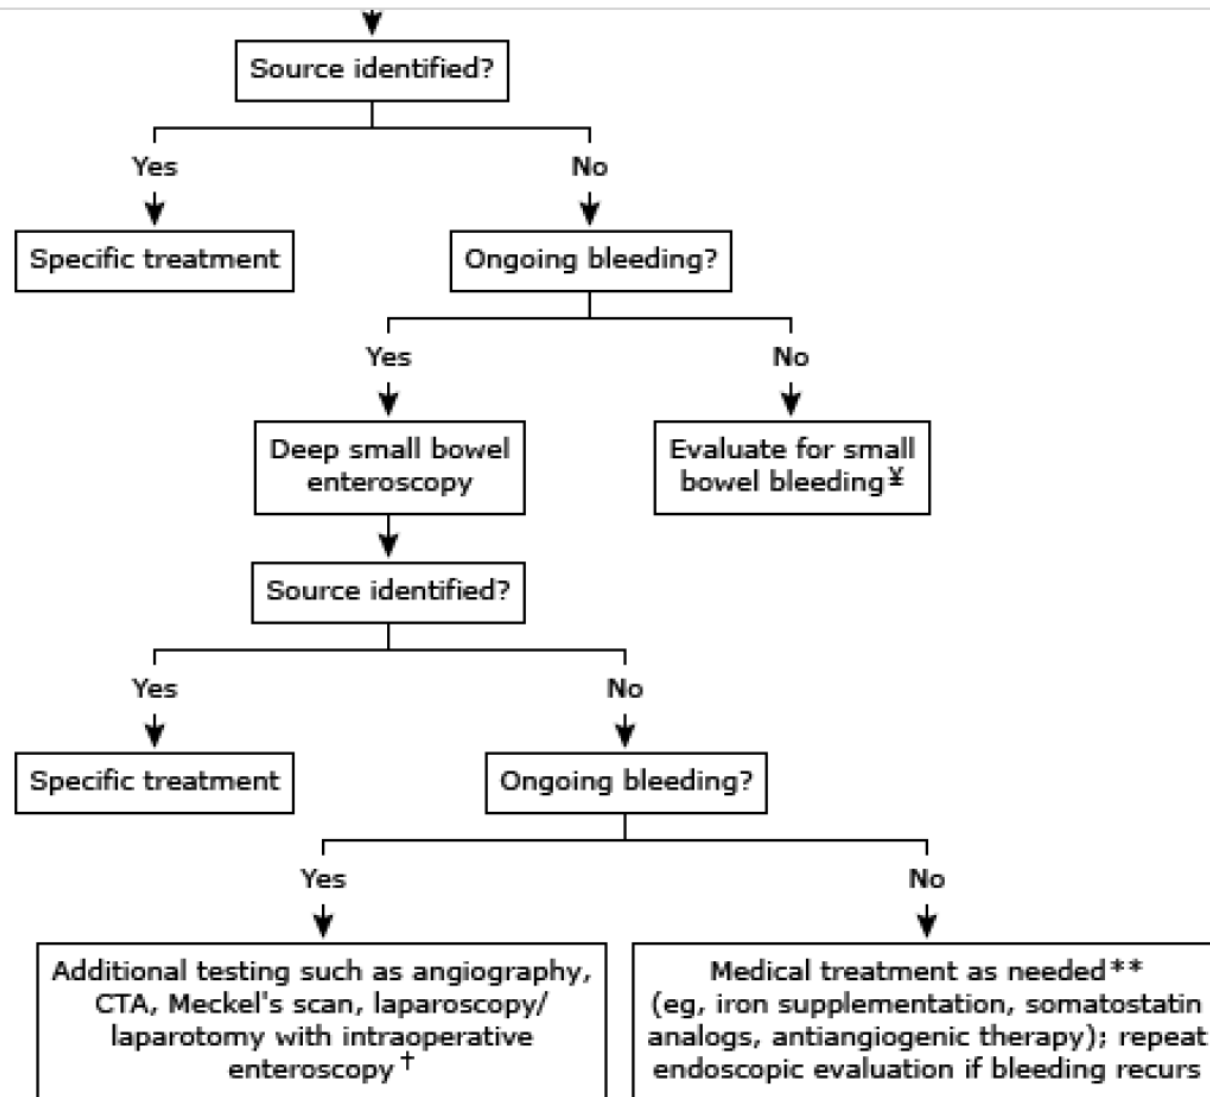 Source identified?
Yes
No
Specific treatment
Ongoing bleeding?
Yes
No
Deep small bowel
enteroscopy
Evaluate for small
bowel bleeding¥
Source identified?
Yes
No
Specific treatment
Ongoing bleeding?
Yes
No
Additional testing such as angiography,
CTA, Meckel's scan, laparoscopy/
laparotomy with intraoperative
enteroscopy†
Medical treatment as needed**
(eg, iron supplementation, somatostatin
analogs, antiangiogenic therapy); repeat
endoscopic evaluation if bleeding recurs